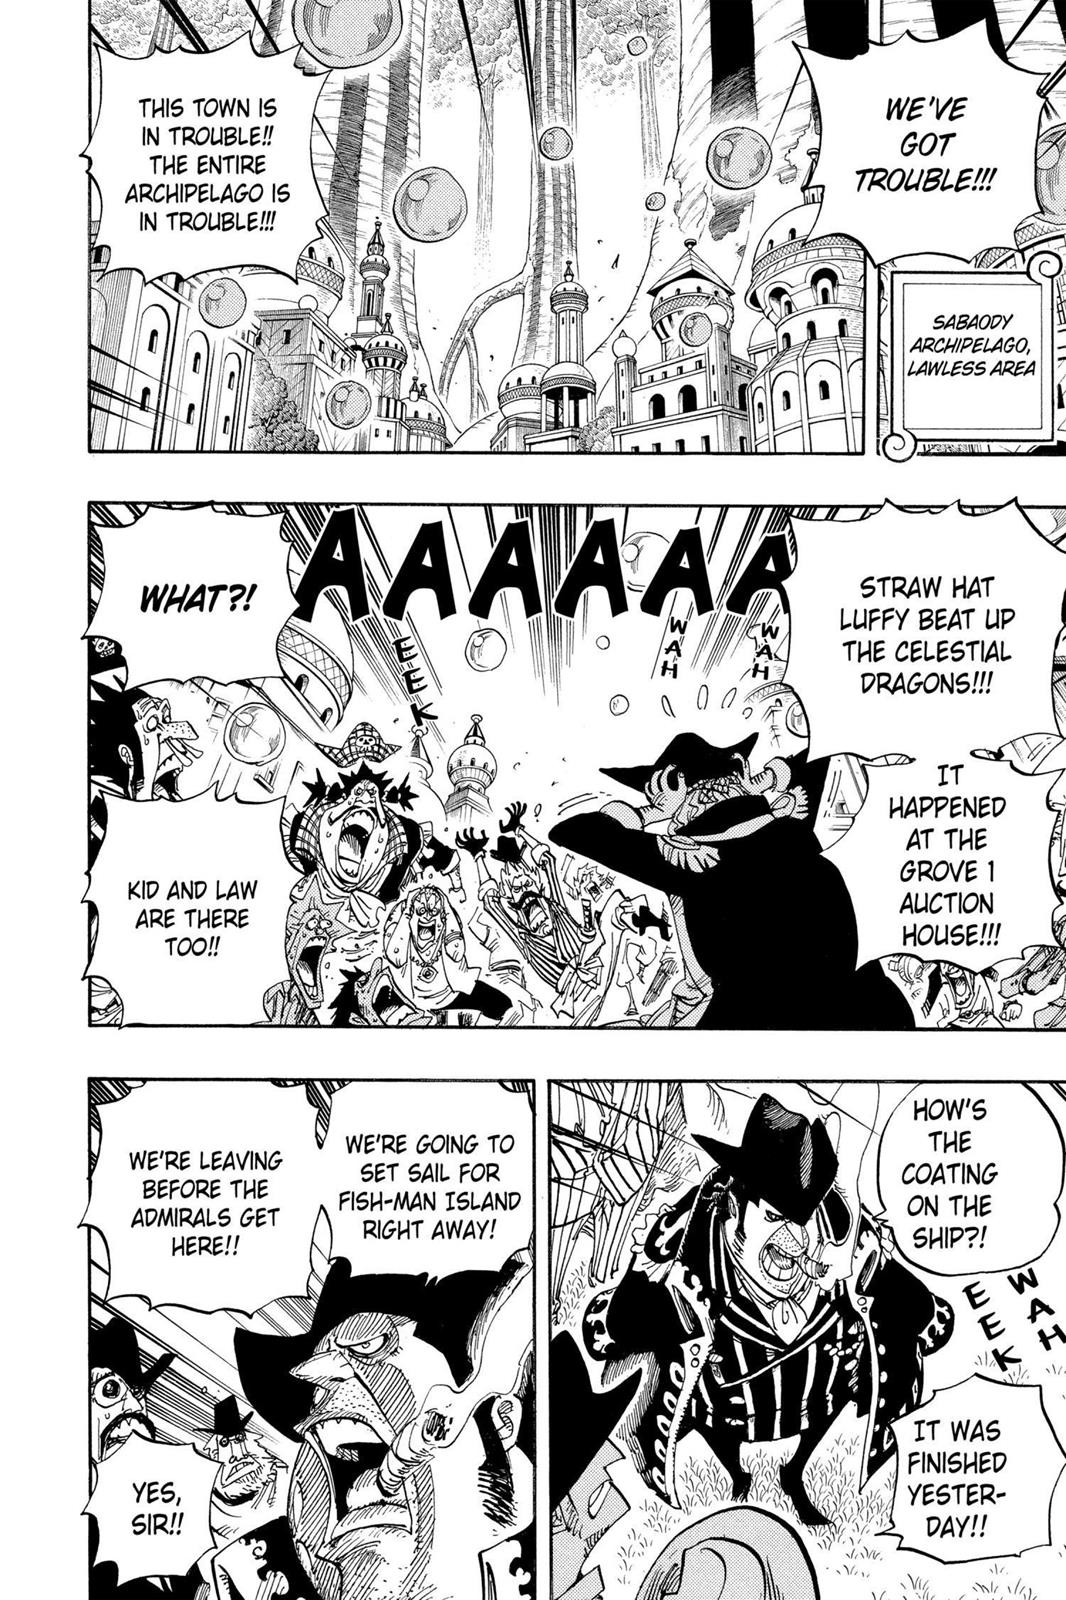 WE'VE
GOT
TROUBLE!!!
THIS TOWN IS
IN TROUBLE!!
THE ENTIRE
ARCHIPELAGO IS
IN TROUBLE!!!
SABAODY
ARCHIPELAGO,
LAWLESS AREA
STRAW HAT
LUFFY BEAT UP
THE CELESTIAL
DRAGONS!!!
IT
HAPPENED
AT THE
GROVE 1
AUCTION
HOUSE!!!
WAH
WAH
AAAAAA
EEK
WHAT?!
KID AND LAW
ARE THERE
TOO!!
HOW'S
THE
COATING
ON THE
SHIP?!
WAH
EEK
IT WAS
FINISHED
YESTER-
DAY!!
WE'RE GOING TO
SET SAIL FOR
FISH-MAN ISLAND
RIGHT AWAY!
WE'RE LEAVING
BEFORE THE
ADMIRALS GET
HERE!!
YES,
SIR!!